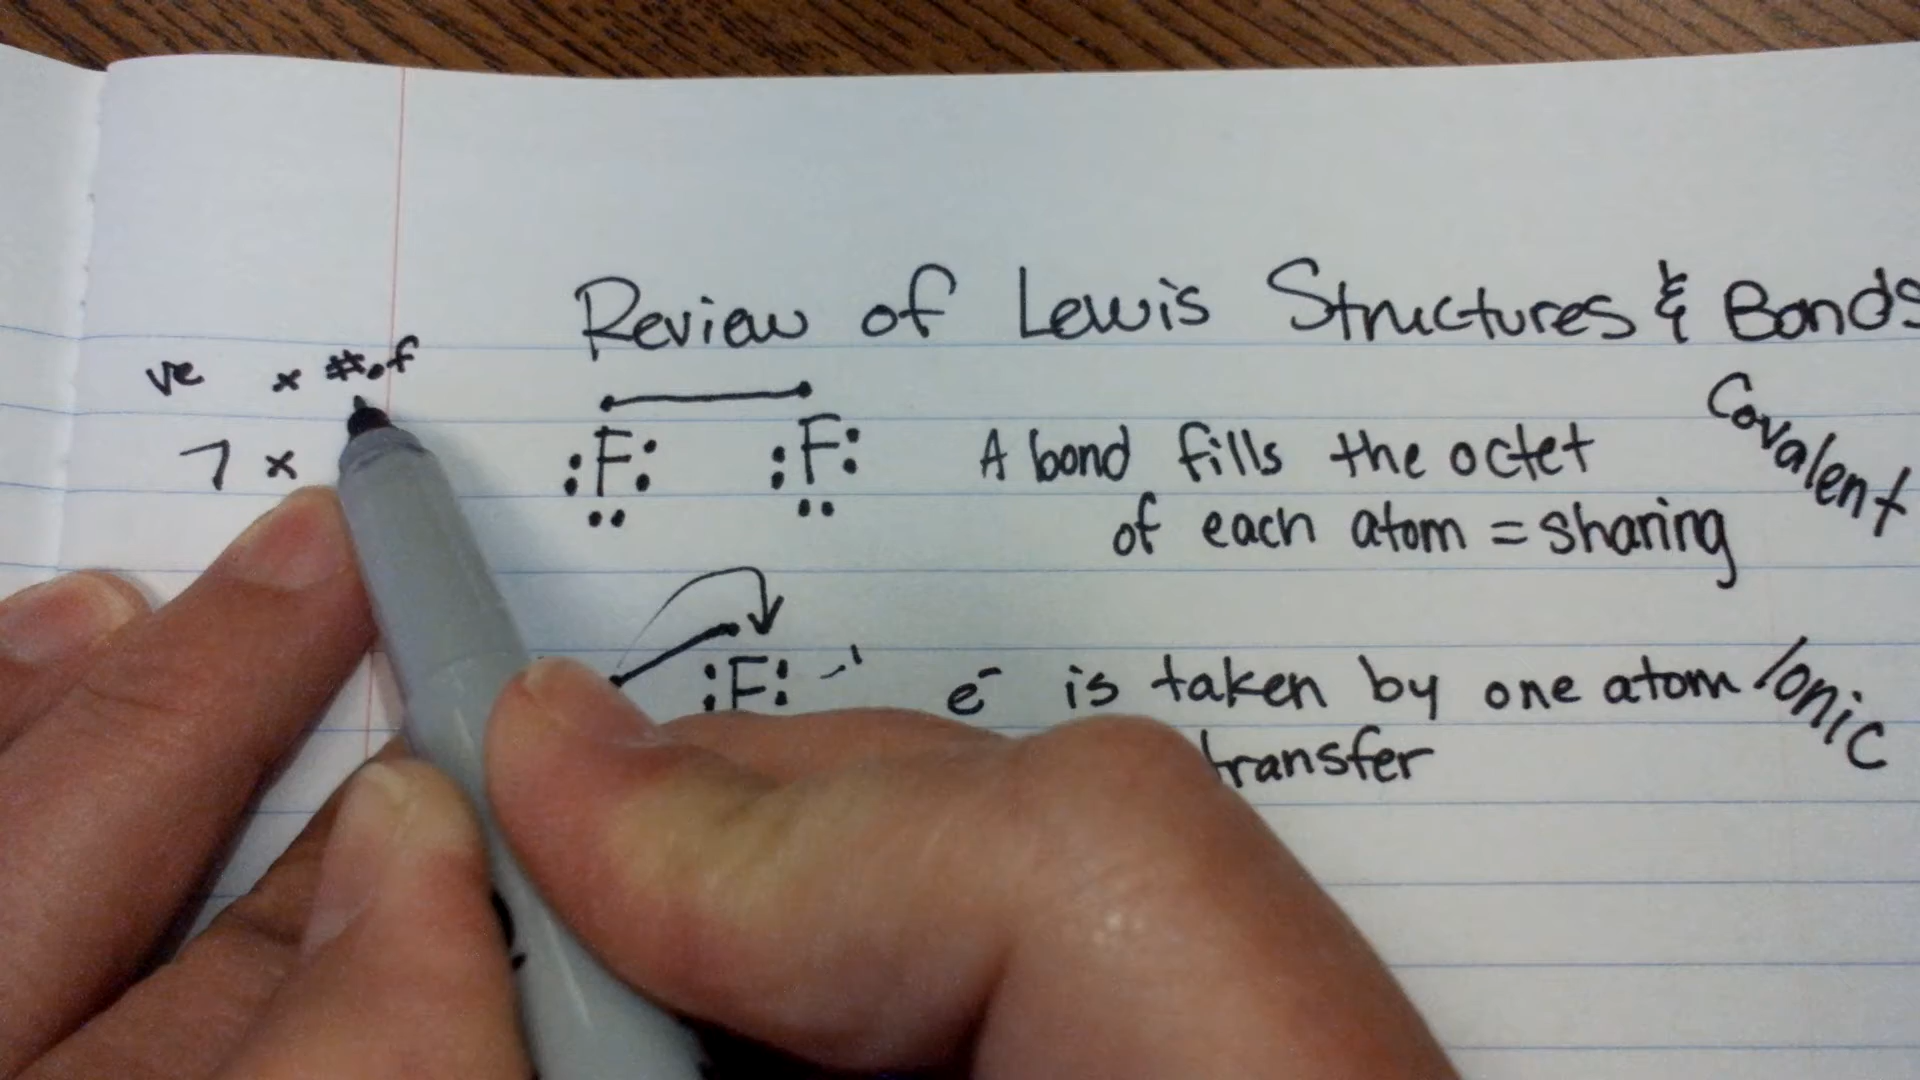 Review of Lewis Structures & Bonds
ve x # of
7 x
:F: :F:
A bond fills the octet
of each atom = sharing
Covalent
:F: -1
e- is taken by one atom
transfer
Ionic